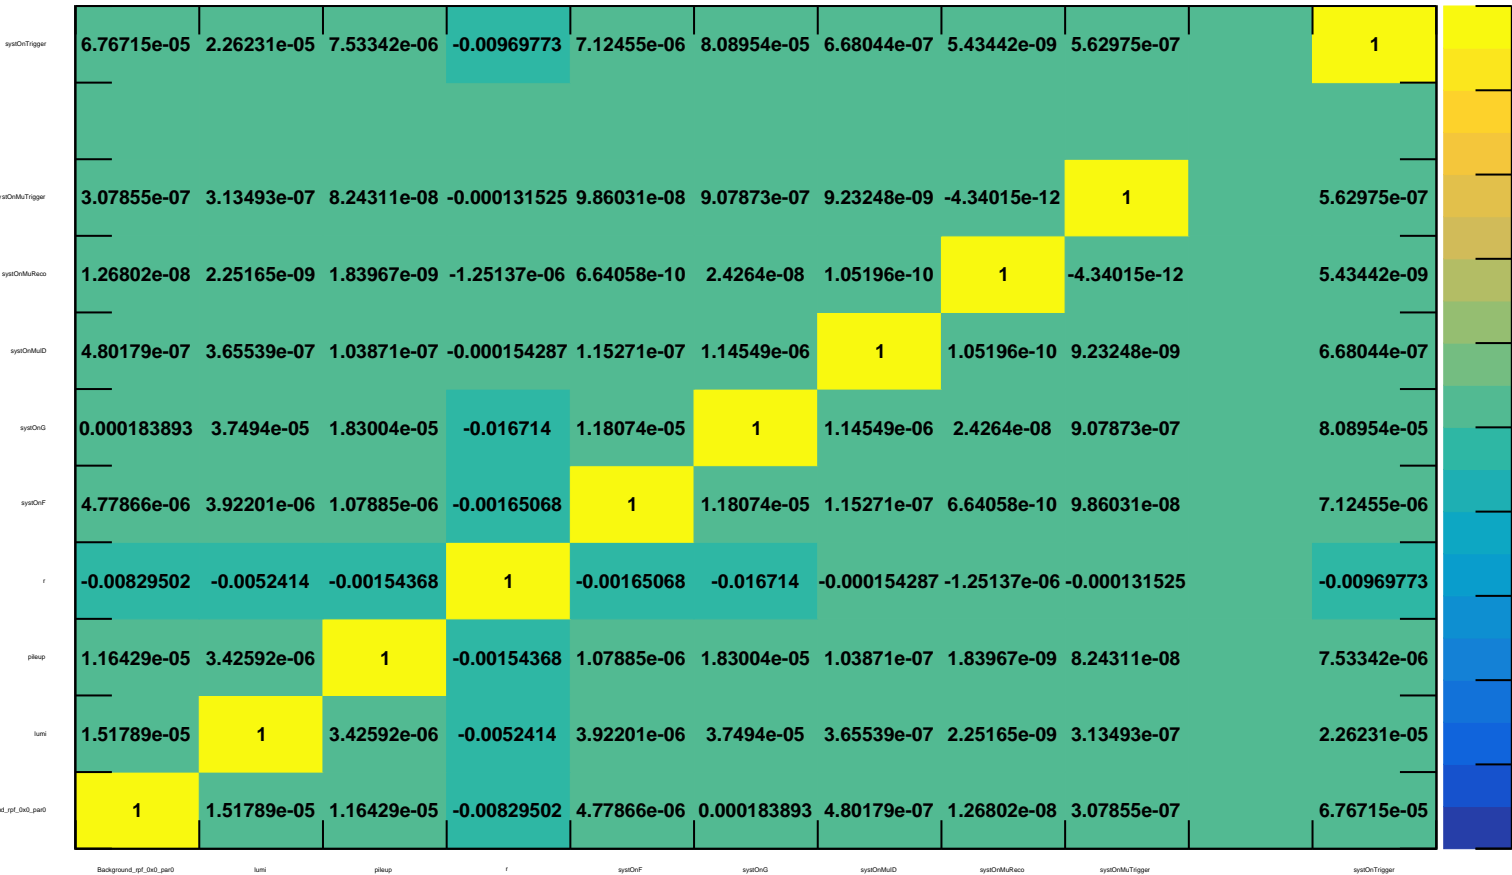 systOnTrigger 6.76715e-05 2.26231e-05 7.53342e-06 -0.00969773 7.12455e-06 8.08954e-05 6.68044e-07 5.43442e-09 5.62975e-07 1
stOnMuTrigger 3.07855e-07 3.13493e-07 8.24311e-08 -0.000131525 9.86031e-08 9.07873e-07 9.23248e-09 -4.34015e-12 1 5.62975e-07
systOnMuReco 1.26802e-08 2.25165e-09 1.83967e-09 -1.25137e-06 6.64058e-10 2.4264e-08 1.05196e-10 1 -4.34015e-12 5.43442e-09
systOnMuID 4.80179e-07 3.65539e-07 1.03871e-07 -0.000154287 1.15271e-07 1.14549e-06 1 1.05196e-10 9.23248e-09 6.68044e-07
systOnG 0.000183893 3.7494e-05 1.83004e-05 -0.016714 1.18074e-05 1 1.14549e-06 2.4264e-08 9.07873e-07 8.08954e-05
systOnF 4.77866e-06 3.92201e-06 1.07885e-06 -0.00165068 1 1.18074e-05 1.15271e-07 6.64058e-10 9.86031e-08 7.12455e-06
r -0.00829502 -0.0052414 -0.00154368 1 -0.00165068 -0.016714 -0.000154287 -1.25137e-06 -0.000131525 -0.00969773
pileup 1.16429e-05 3.42592e-06 1 -0.00154368 1.07885e-06 1.83004e-05 1.03871e-07 1.83967e-09 8.24311e-08 7.53342e-06
lumi 1.51789e-05 1 3.42592e-06 -0.0052414 3.92201e-06 3.7494e-05 3.65539e-07 2.25165e-09 3.13493e-07 2.26231e-05
d_rpf_0x0_par0 1 1.51789e-05 1.16429e-05 -0.00829502 4.77866e-06 0.000183893 4.80179e-07 1.26802e-08 3.07855e-07 6.76715e-05
Background_rpf_0x0_par0 lumi pileup r systOnF systOnG systOnMuID systOnMuReco systOnMuTrigger systOnTrigger